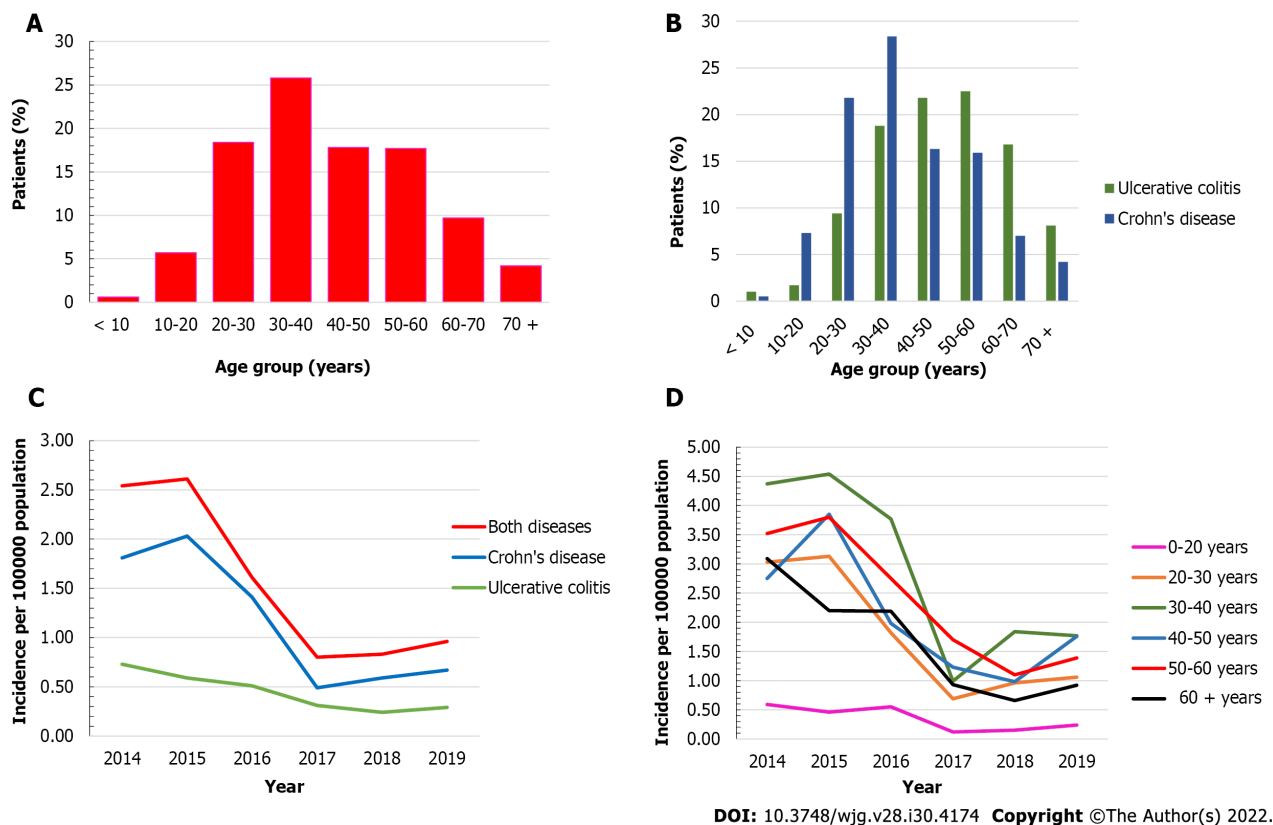 A
30
25
20
15
10
5
0
Patients (%)
< 10 10-20 20-30 30-40 40-50 50-60 60-70 70 +
Age group (years)
B
30
25
20
15
10
5
0
Patients (%)
< 10 10-20 20-30 30-40 40-50 50-60 60-70 70 +
Age group (years)
Ulcerative colitis
Crohn's disease
C
3.00
2.50
2.00
1.50
1.00
0.50
0.00
Incidence per 100000 population
2014 2015 2016 2017 2018 2019
Year
Both diseases
Crohn's disease
Ulcerative colitis
D
5.00
4.50
4.00
3.50
3.00
2.50
2.00
1.50
1.00
0.50
0.00
Incidence per 100000 population
2014 2015 2016 2017 2018 2019
Year
0-20 years
20-30 years
30-40 years
40-50 years
50-60 years
60 + years
DOI: 10.3748/wjg.v28.i30.4174 Copyright ©The Author(s) 2022.